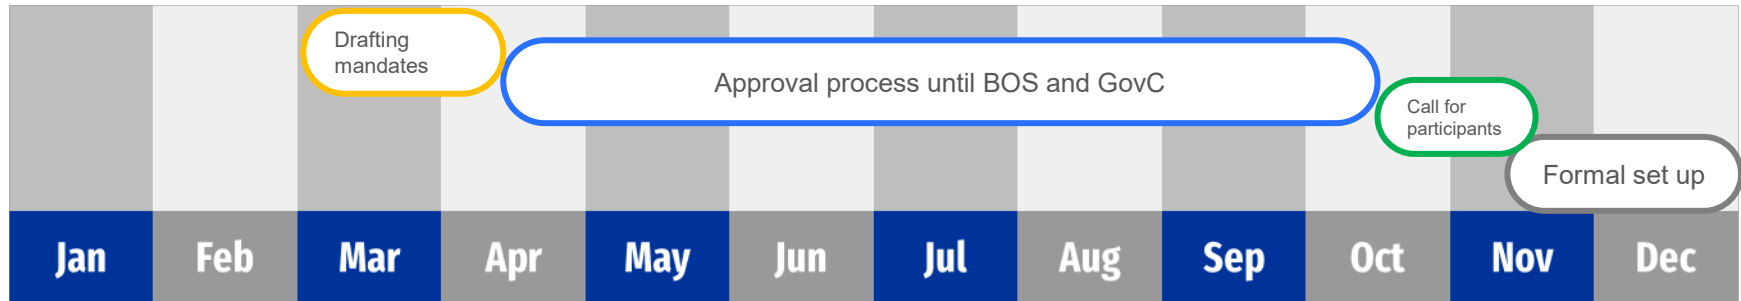 Drafting
mandates
Approval process until BOS and GovC
Call for
participants
Formal set up
Jan Feb Mar Apr May Jun Jul Aug Sep Oct Nov Dec